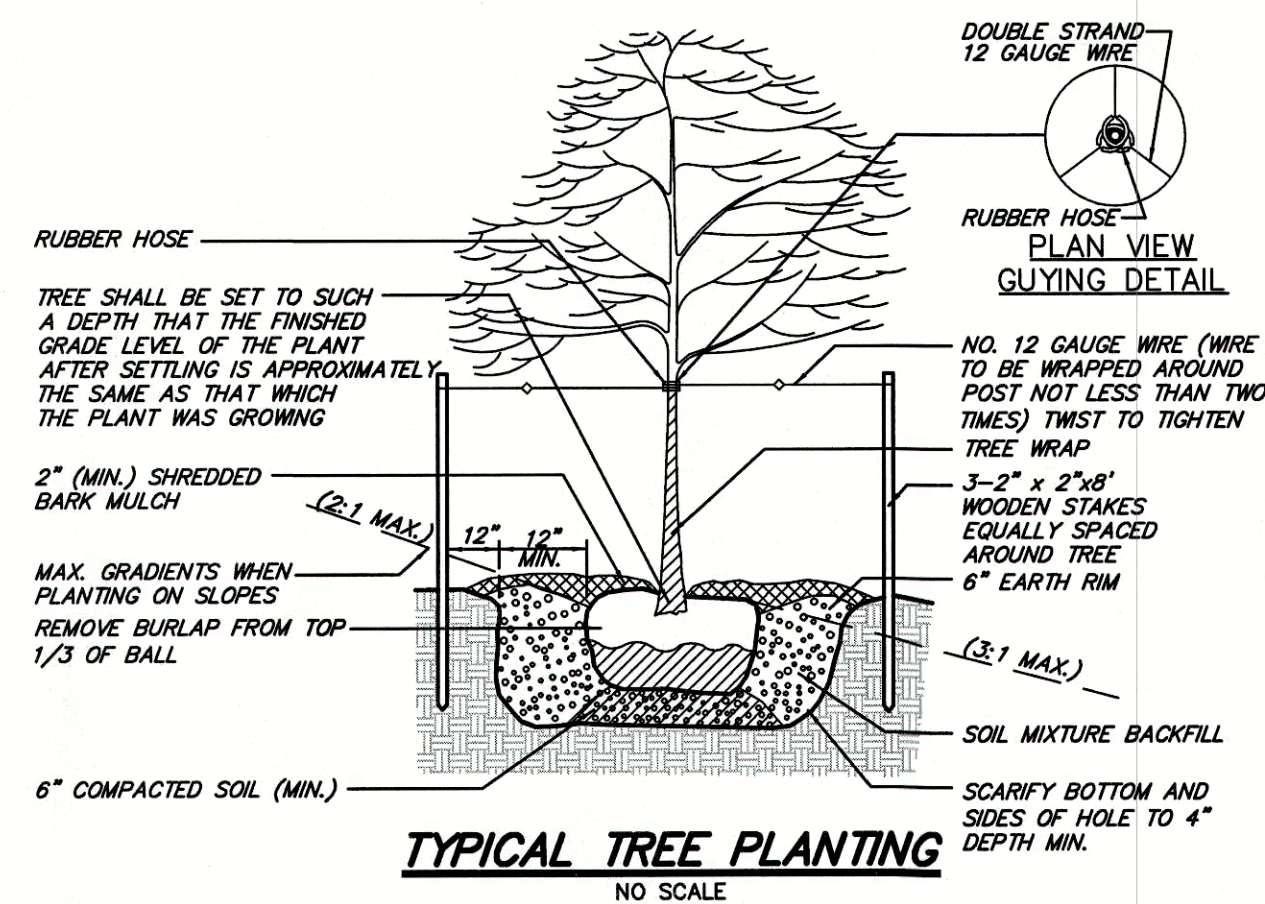 DOUBLE STRAND
12 GAUGE WIRE
RUBBER HOSE
PLAN VIEW
GUYING DETAIL
RUBBER HOSE
TREE SHALL BE SET TO SUCH
A DEPTH THAT THE FINISHED
GRADE LEVEL OF THE PLANT
AFTER SETTLING IS APPROXIMATELY
THE SAME AS THAT WHICH
THE PLANT WAS GROWING
2" (MIN.) SHREDDED
BARK MULCH
(2:1 MAX.)
12" 12"
MIN.
MAX. GRADIENTS WHEN
PLANTING ON SLOPES
REMOVE BURLAP FROM TOP
1/3 OF BALL
6" COMPACTED SOIL (MIN.)
NO. 12 GAUGE WIRE (WIRE
TO BE WRAPPED AROUND
POST NOT LESS THAN TWO
TIMES) TWIST TO TIGHTEN
TREE WRAP
3-2" x 2"x8'
WOODEN STAKES
EQUALLY SPACED
AROUND TREE
6" EARTH RIM
(3:1 MAX.)
SOIL MIXTURE BACKFILL
SCARIFY BOTTOM AND
SIDES OF HOLE TO 4"
DEPTH MIN.
TYPICAL TREE PLANTING
NO SCALE